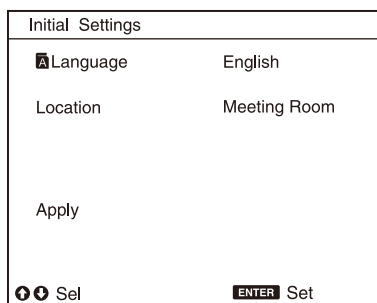 Initial Settings
A Language English
Location Meeting Room
Apply
Sel ENTER Set